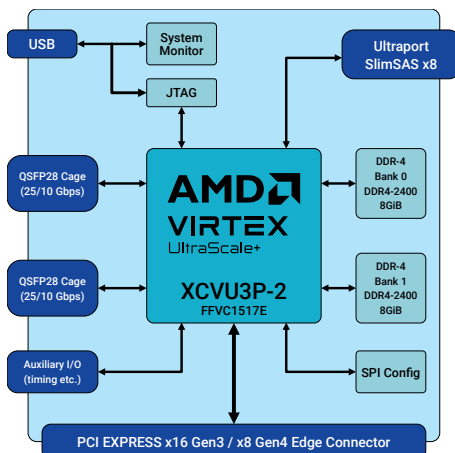 USB
System
Monitor
JTAG
Ultraport
SlimSAS x8
QSFP28 Cage
(25/10 Gbps)
AMD
VIRTEX
UltraScale+
XCVU3P-2
FFVC1517E
DDR-4
Bank 0
DDR4-2400
8GiB
QSFP28 Cage
(25/10 Gbps)
DDR-4
Bank 1
DDR4-2400
8GiB
Auxiliary I/O
(timing etc.)
SPI Config
PCI EXPRESS x16 Gen3 / x8 Gen4 Edge Connector